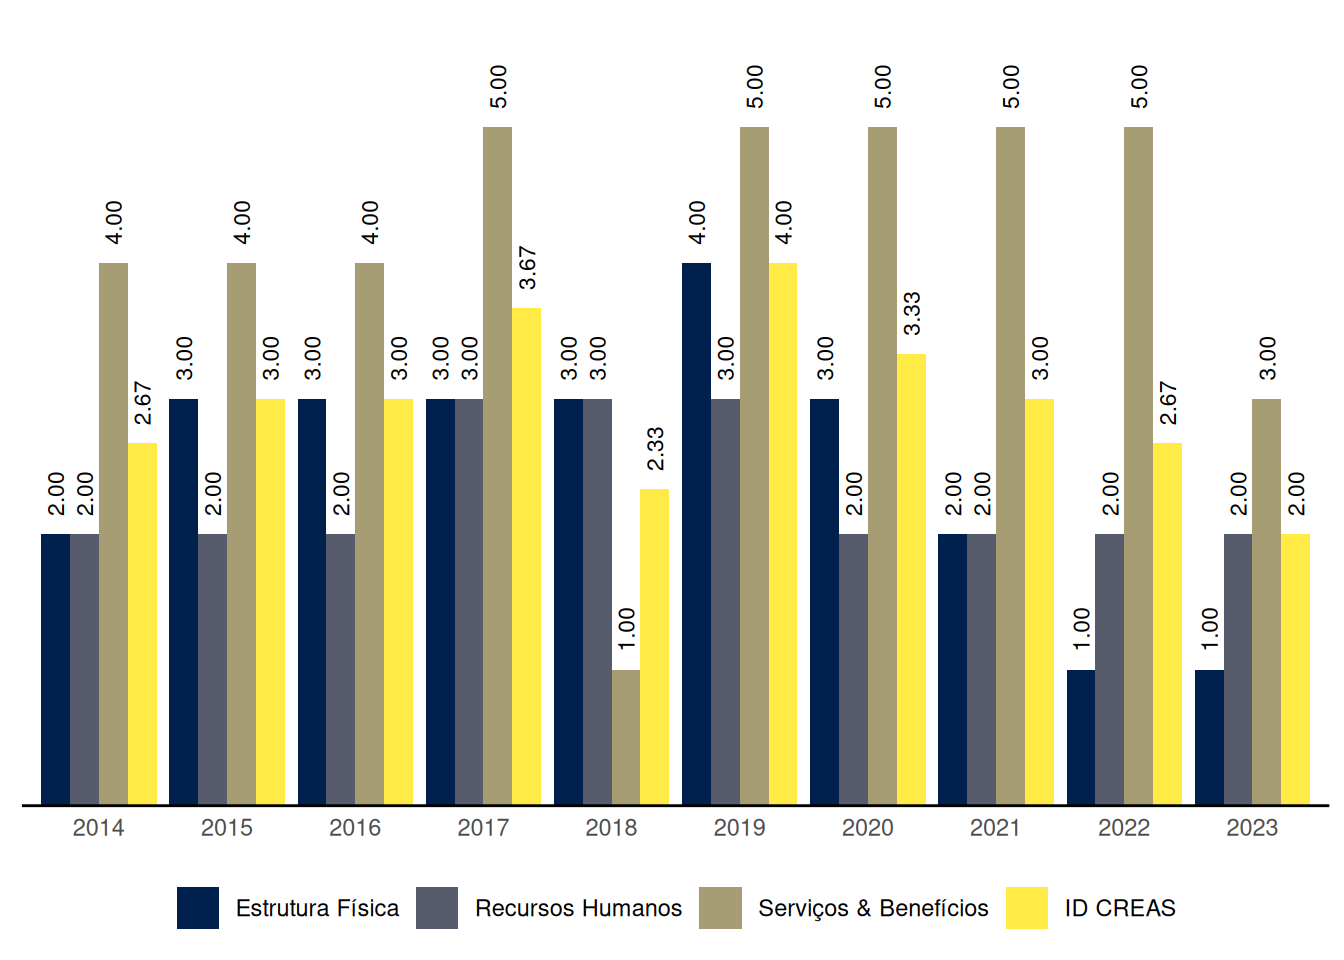 5.00 5.00 5.00 5.00 5.00
4.00 4.00 4.00 4.00 4.00
3.67
3.33
3.00 3.00 3.00 3.00 3.00 3.00 3.00 3.00 3.00 3.00 3.00 3.00
2.67 2.67
2.33
2.00 2.00 2.00 2.00 2.00 2.00 2.00 2.00 2.00 2.00
1.00 1.00 1.00
2014 2015 2016 2017 2018 2019 2020 2021 2022 2023
Estrutura Física Recursos Humanos Serviços & Benefícios ID CREAS